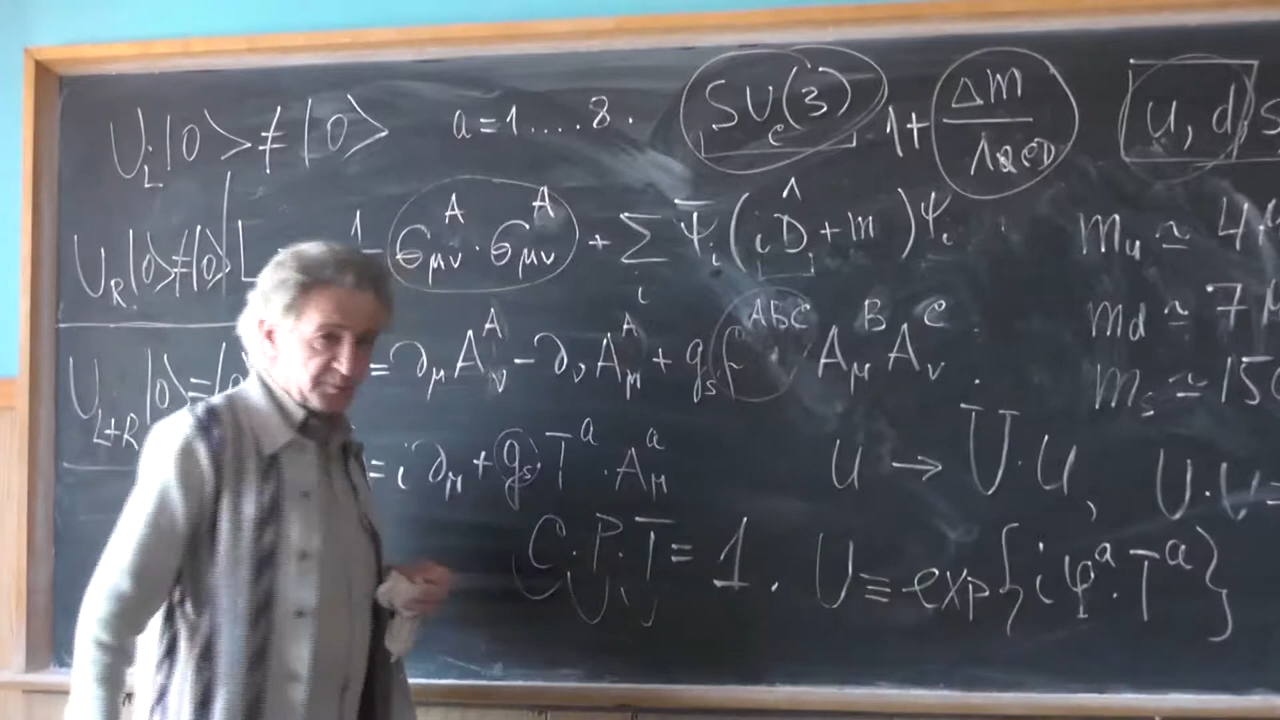 U_L|0> ≠ |0>   a=1....8.   SU_c(3)   1+ Δm/Λ_QCD   u, d, s
U_R|0>≠|0>   L   1   G^A_μν · G^A_μν + Σ_i Ψ̄_i (iD̂+m)Ψ_i   m_u ≃ 4
= ∂_μ A^A_ν − ∂_ν A^A_μ + g_s f^ABC A^B_μ A^C_ν.   m_d ≃ 7
U_L+R |0>=   m_s ≃ 150
= i∂_μ + g_s T^a · A^a_μ   u → U·u,   U·U=
C·P·T=1.   U≡exp{iφ^a·T^a}